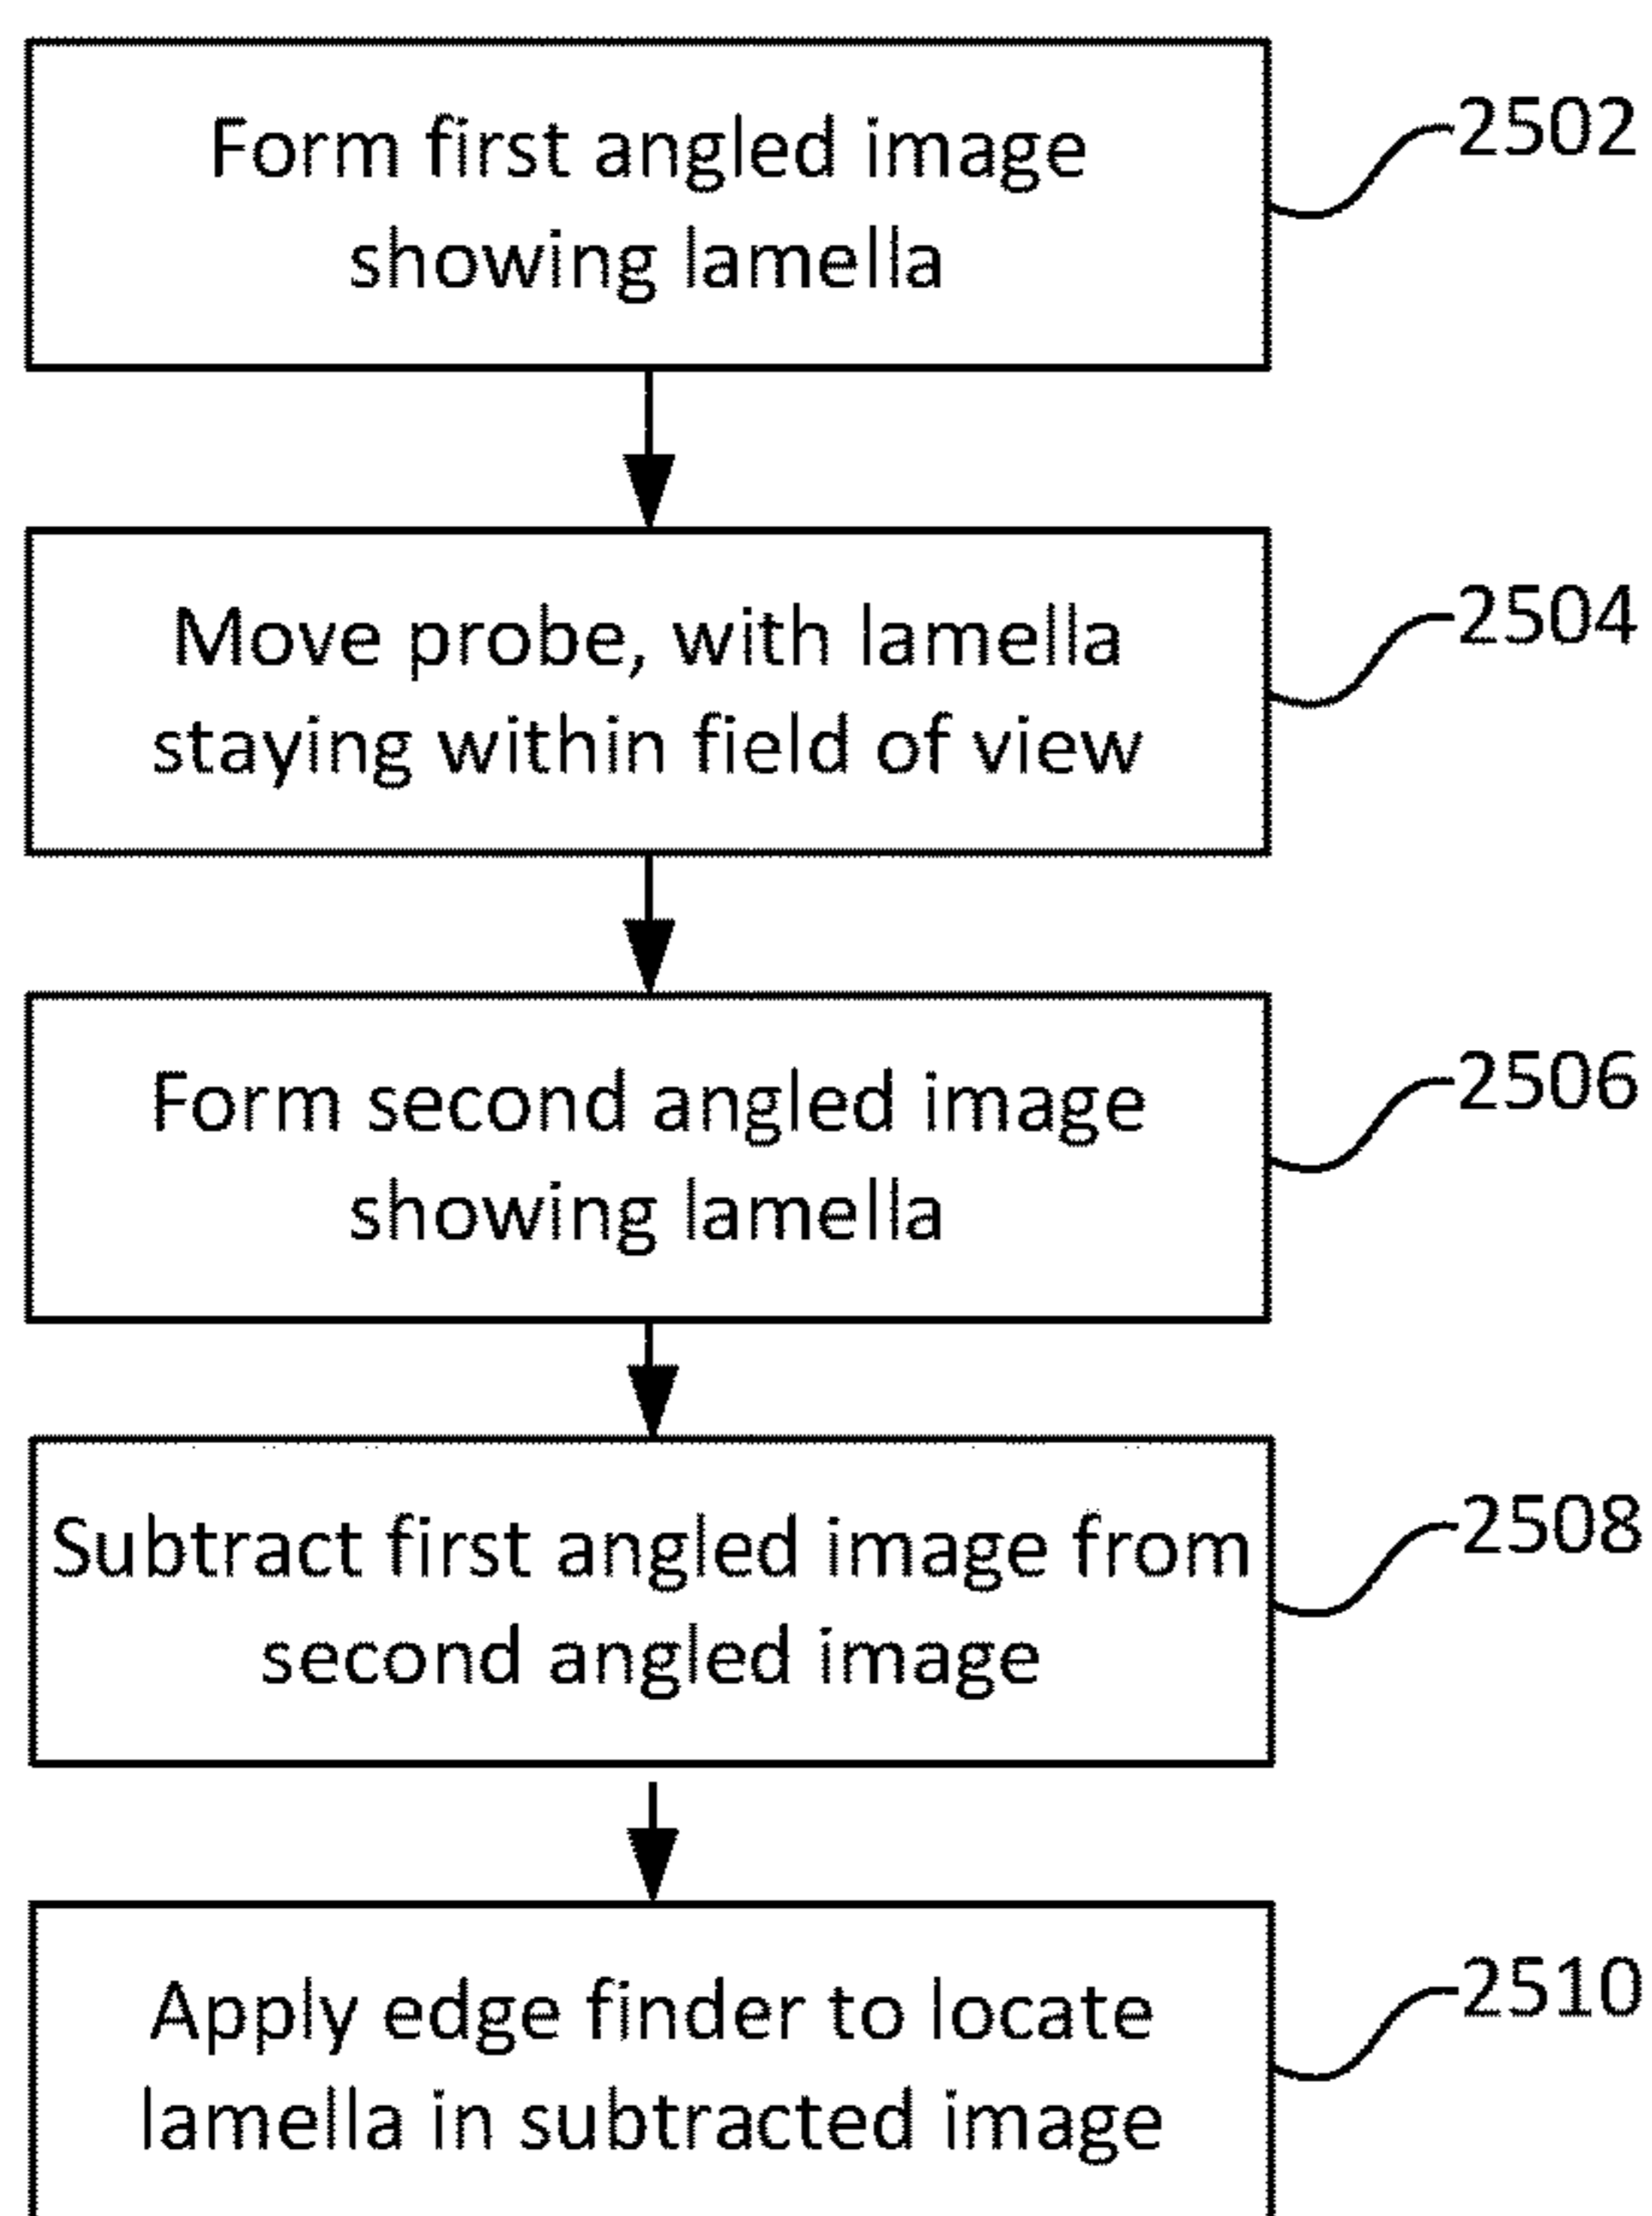 Form first angled image
showing lamella
2502
Move probe, with lamella
staying within field of view
2504
Form second angled image
showing lamella
2506
Subtract first angled image from
second angled image
2508
Apply edge finder to locate
lamella in subtracted image
2510